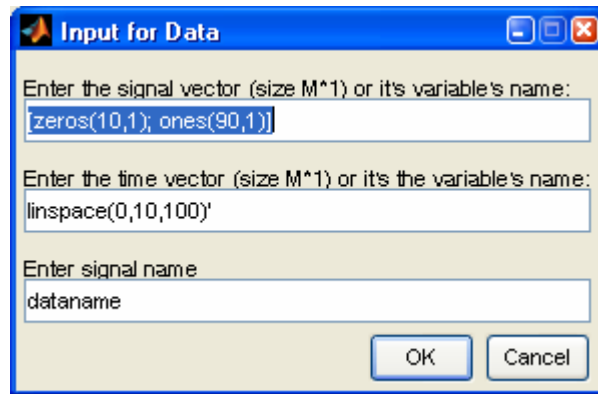 Input for Data
Enter the signal vector (size M*1) or it's variable's name:
[zeros(10,1); ones(90,1)]
Enter the time vector (size M*1) or it's the variable's name:
linspace(0,10,100)'
Enter signal name
dataname
OK Cancel